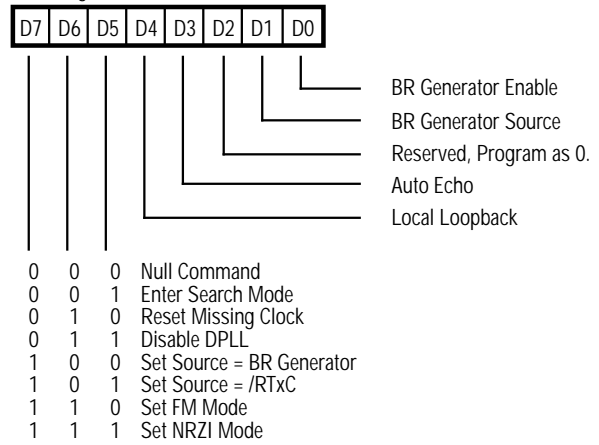 D7 D6 D5 D4 D3 D2 D1 D0
BR Generator Enable
BR Generator Source
Reserved, Program as 0.
Auto Echo
Local Loopback
0 0 0 Null Command
0 0 1 Enter Search Mode
0 1 0 Reset Missing Clock
0 1 1 Disable DPLL
1 0 0 Set Source = BR Generator
1 0 1 Set Source = /RTxC
1 1 0 Set FM Mode
1 1 1 Set NRZI Mode